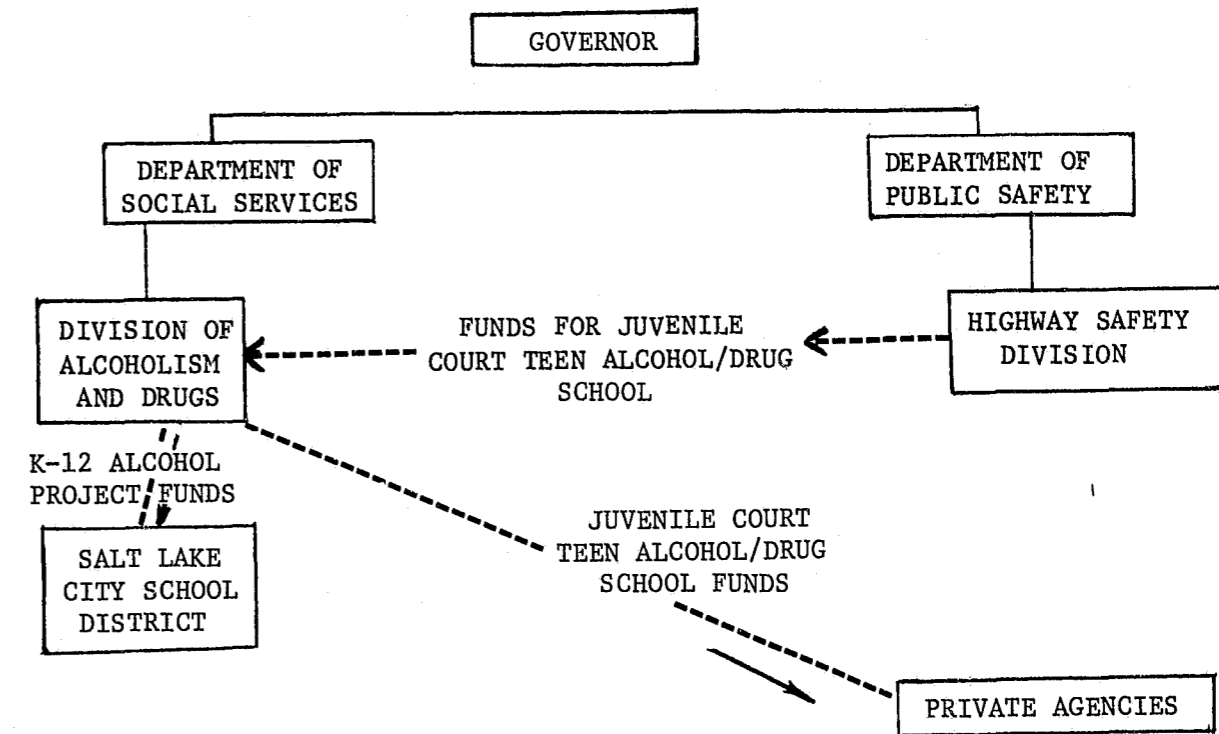 GOVERNOR
DEPARTMENT OF
SOCIAL SERVICES
DEPARTMENT OF
PUBLIC SAFETY
DIVISION OF
ALCOHOLISM
AND DRUGS
FUNDS FOR JUVENILE
COURT TEEN ALCOHOL/DRUG
SCHOOL
HIGHWAY SAFETY
DIVISION
K-12 ALCOHOL
PROJECT FUNDS
SALT LAKE
CITY SCHOOL
DISTRICT
JUVENILE COURT
TEEN ALCOHOL/DRUG
SCHOOL FUNDS
PRIVATE AGENCIES